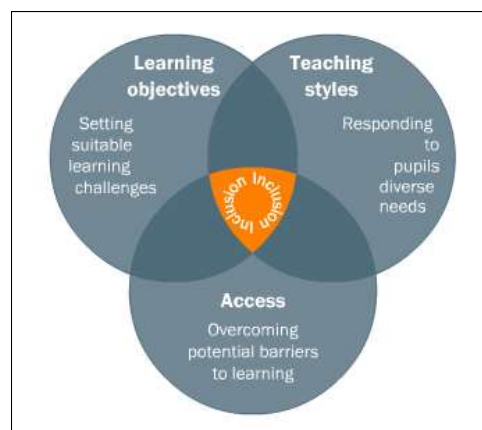 Learning
objectives
Setting
suitable
learning
challenges
Teaching
styles
Responding
to
pupils
diverse
needs
Inclusion Inclusion Inclusion
Access
Overcoming
potential barriers
to learning